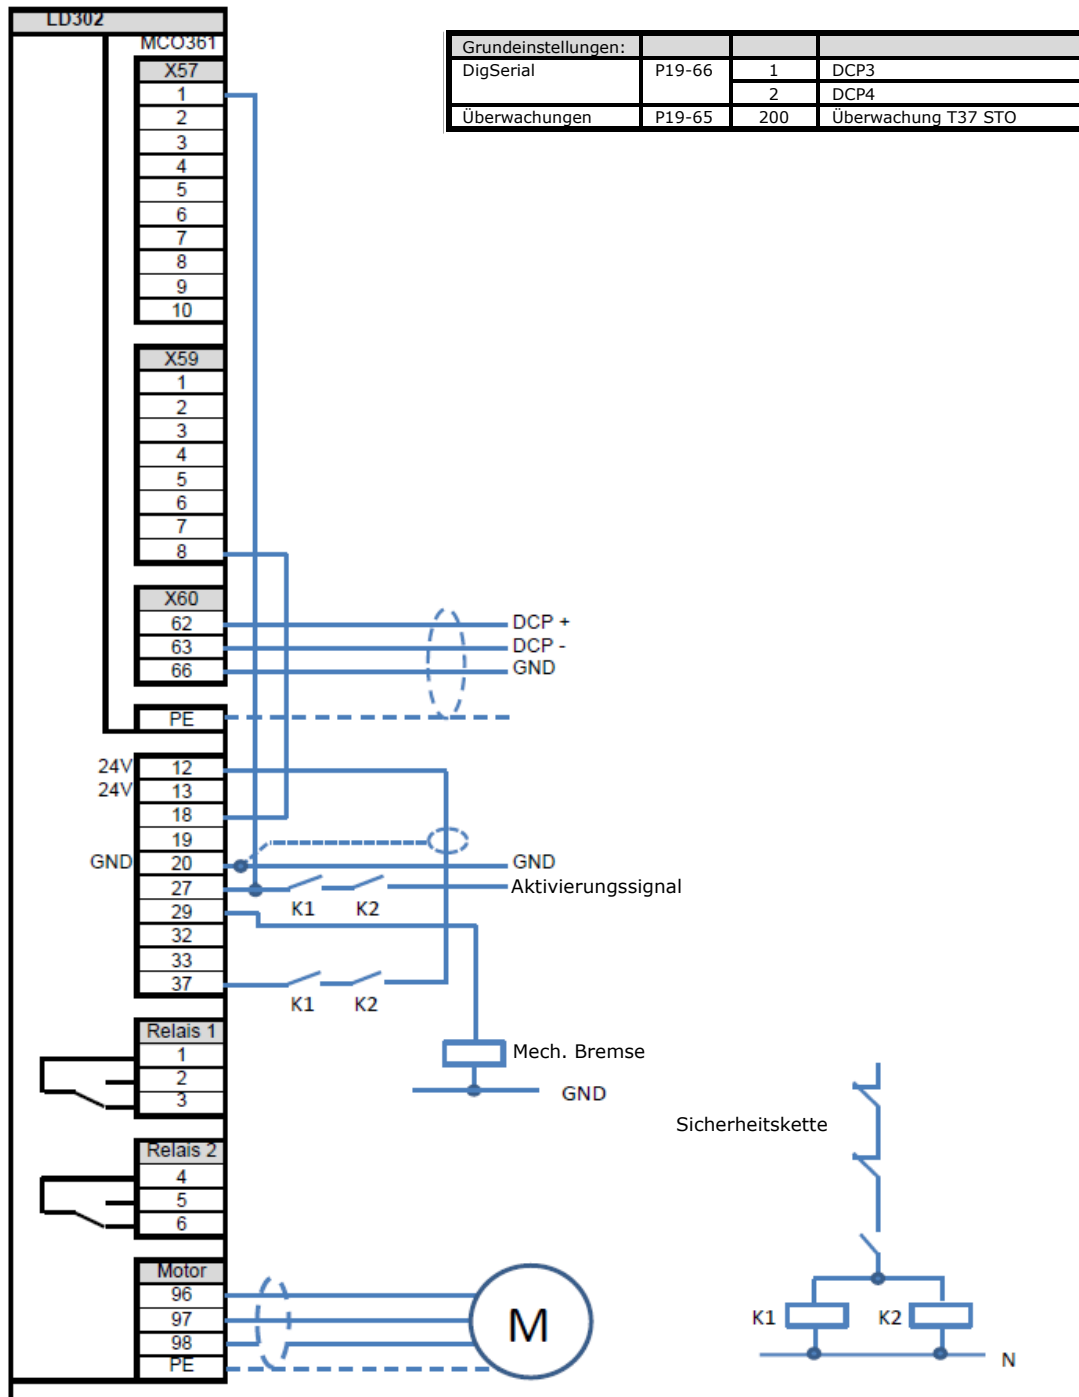 LD302
MCO361
Grundeinstellungen:
DigSerial P19-66 1 DCP3
2 DCP4
Überwachungen P19-65 200 Überwachung T37 STO
X57
1
2
3
4
5
6
7
8
9
10
X59
1
2
3
4
5
6
7
8
X60
62 DCP +
63 DCP -
66 GND
PE
24V 12
24V 13
18
19
GND 20 GND
27 Aktivierungssignal
K1 K2
29
32
33
37
K1 K2
Relais 1
1
2
3
Mech. Bremse
GND
Sicherheitskette
Relais 2
4
5
6
Motor
96
97
98
PE
M
K1 K2
N